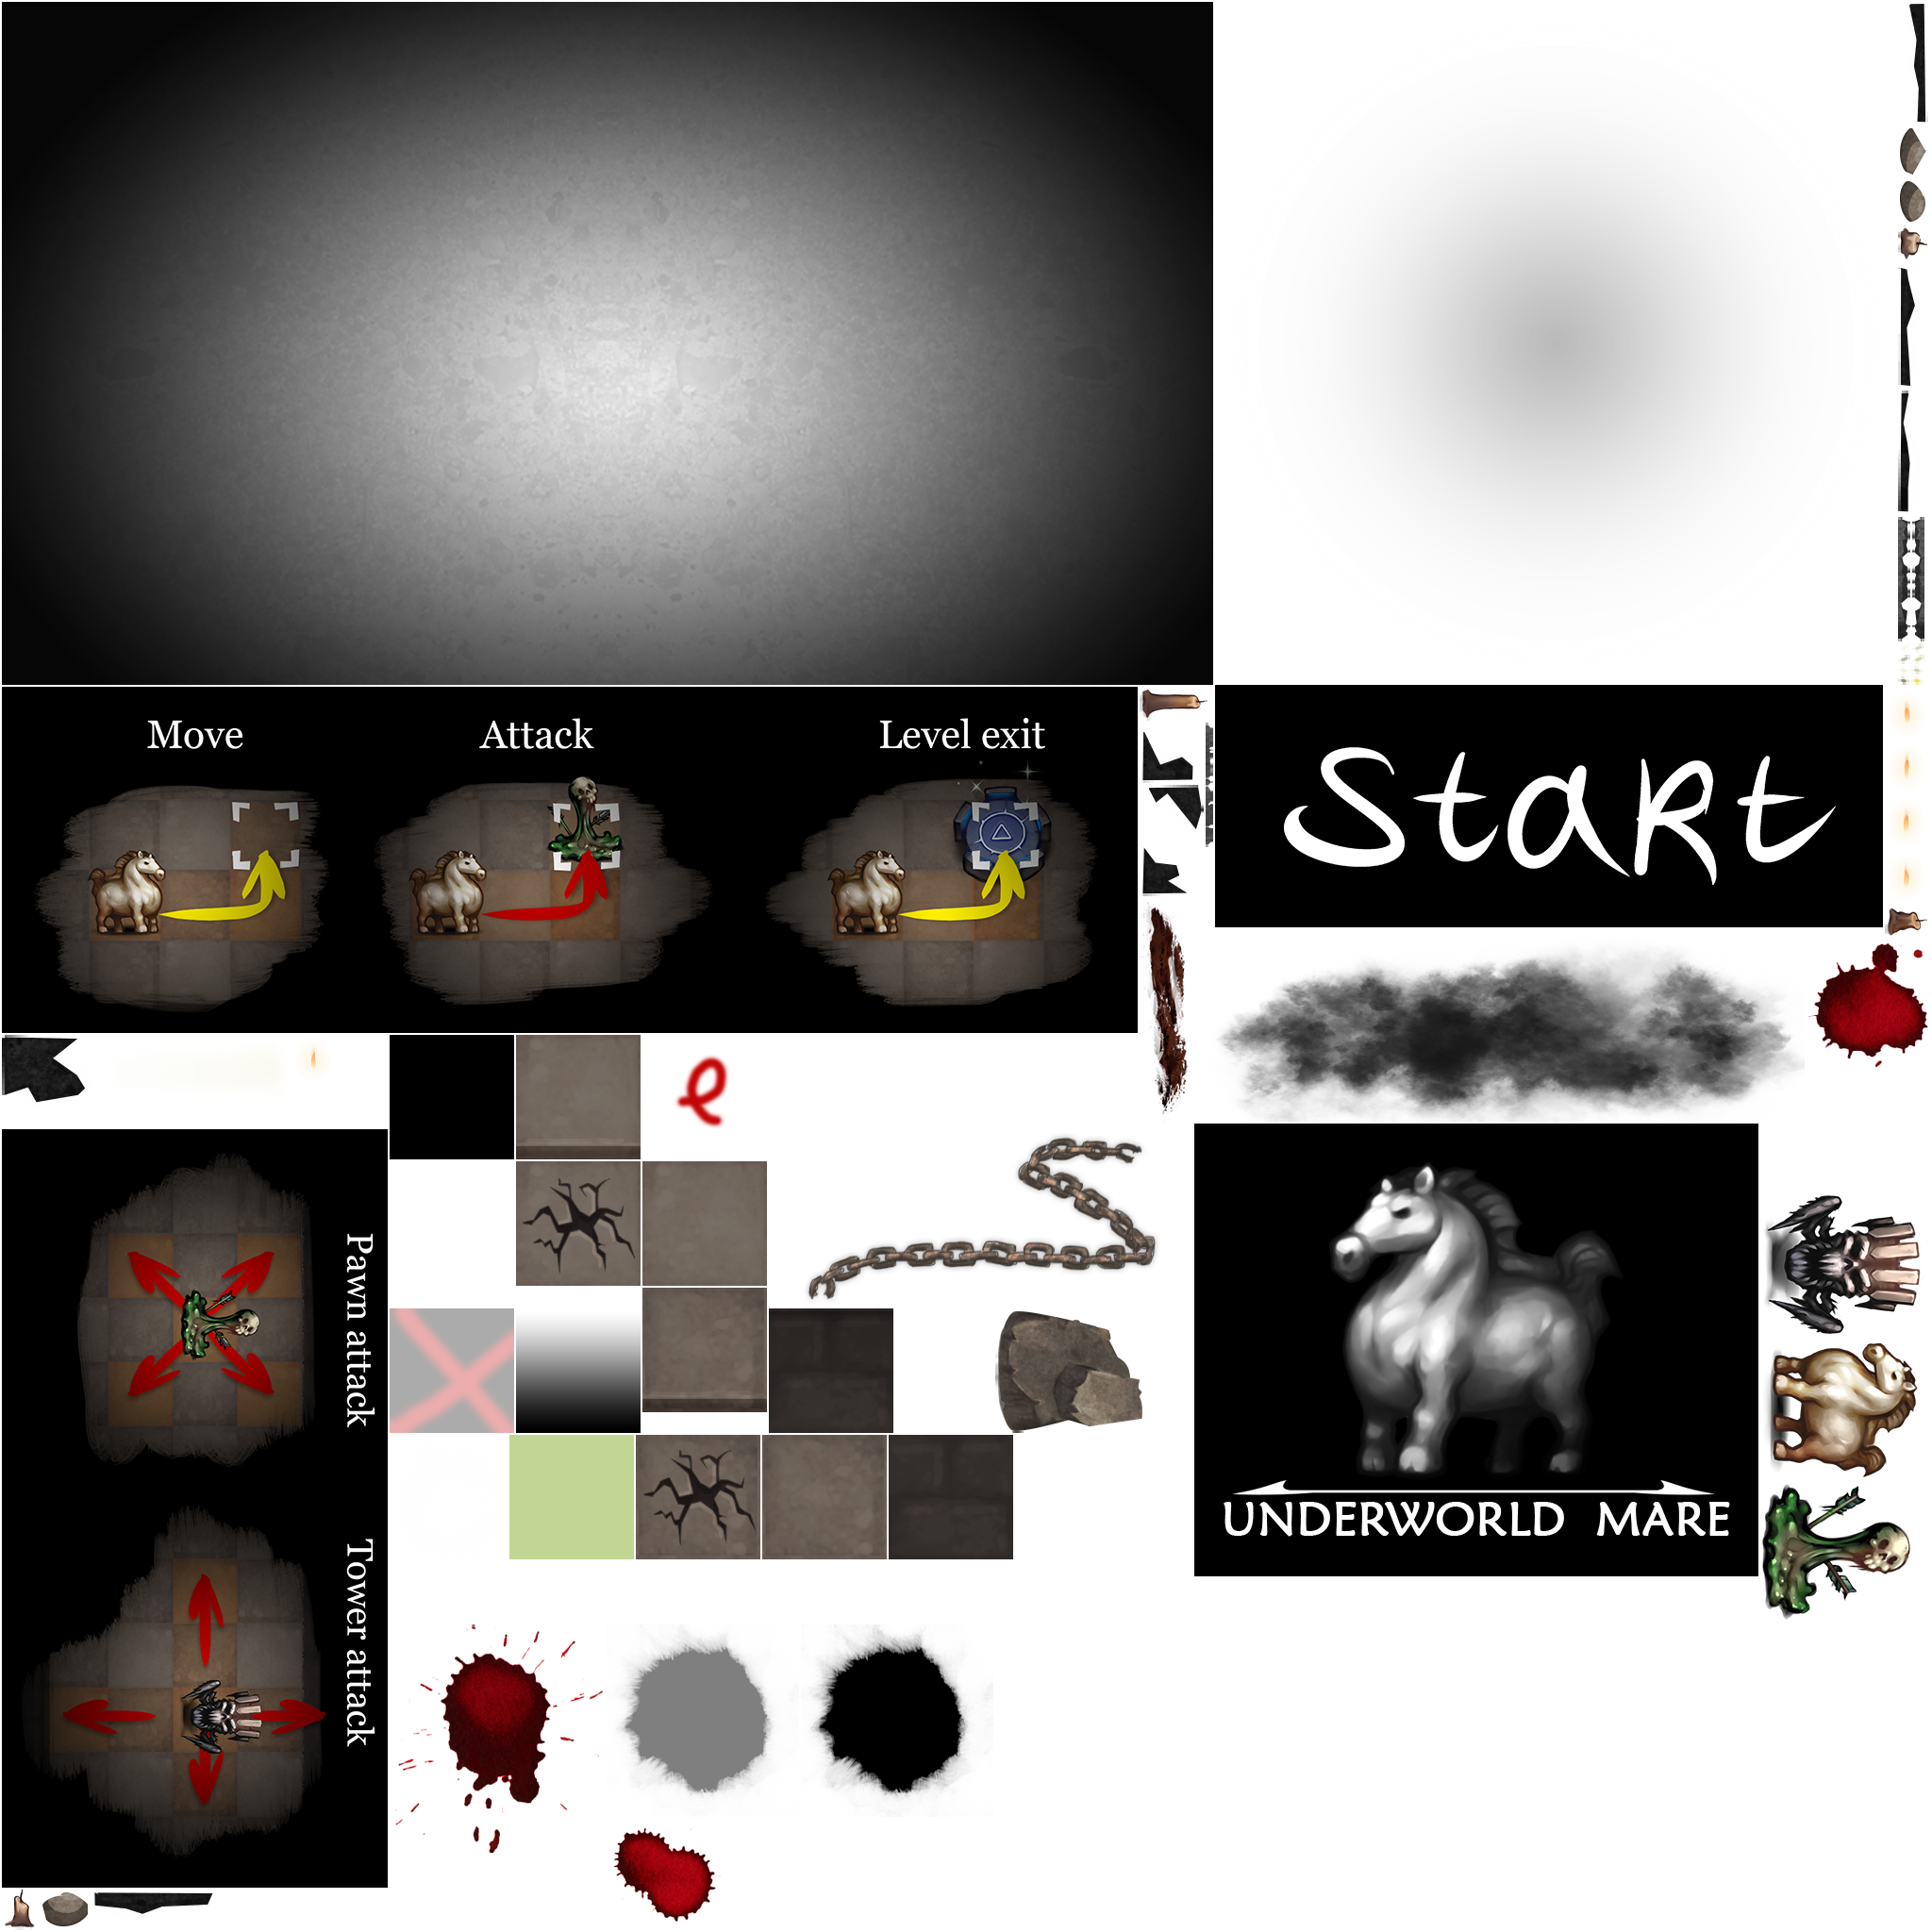 Move
Attack
Level exit
Start
Pawn attack
Tower attack
UNDERWORLD MARE